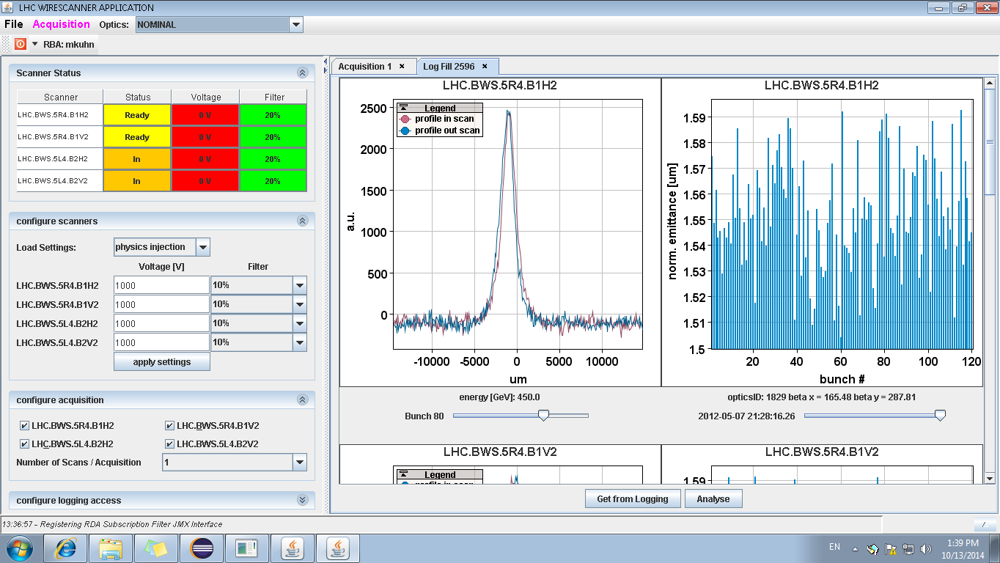 LHC WIRESCANNER APPLICATION
File Acquisition Optics: NOMINAL
RBA: mkuhn
Scanner Status
Scanner Status Voltage Filter
LHC.BWS.5R4.B1H2 Ready 0 V 20%
LHC.BWS.5R4.B1V2 Ready 0 V 20%
LHC.BWS.5L4.B2H2 In 0 V 20%
LHC.BWS.5L4.B2V2 In 0 V 20%
configure scanners
Load Settings: physics injection
Voltage [V] Filter
LHC.BWS.5R4.B1H2 1000 10%
LHC.BWS.5R4.B1V2 1000 10%
LHC.BWS.5L4.B2H2 1000 10%
LHC.BWS.5L4.B2V2 1000 10%
apply settings
configure acquisition
LHC.BWS.5R4.B1H2 LHC.BWS.5R4.B1V2
LHC.BWS.5L4.B2H2 LHC.BWS.5L4.B2V2
Number of Scans / Acquisition 1
configure logging access
Acquisition 1 Log Fill 2596
LHC.BWS.5R4.B1H2
Legend
profile in scan
profile out scan
2500
2000
1500
1000
500
0
a.u.
-10000 -5000 0 5000 10000
um
LHC.BWS.5R4.B1H2
1.59
1.58
1.57
1.56
1.55
1.54
1.53
1.52
1.51
1.5
norm. emittance [um]
20 40 60 80 100 120
bunch #
energy [GeV]: 450.0
Bunch 80
opticsID: 1829 beta x = 165.48 beta y = 287.81
2012-05-07 21:28:16.26
LHC.BWS.5R4.B1V2
Legend
profile in scan
LHC.BWS.5R4.B1V2
1.59
Get from Logging Analyse
13:36:57 - Registering RDA Subscription Filter JMX Interface
EN
1:39 PM
10/13/2014